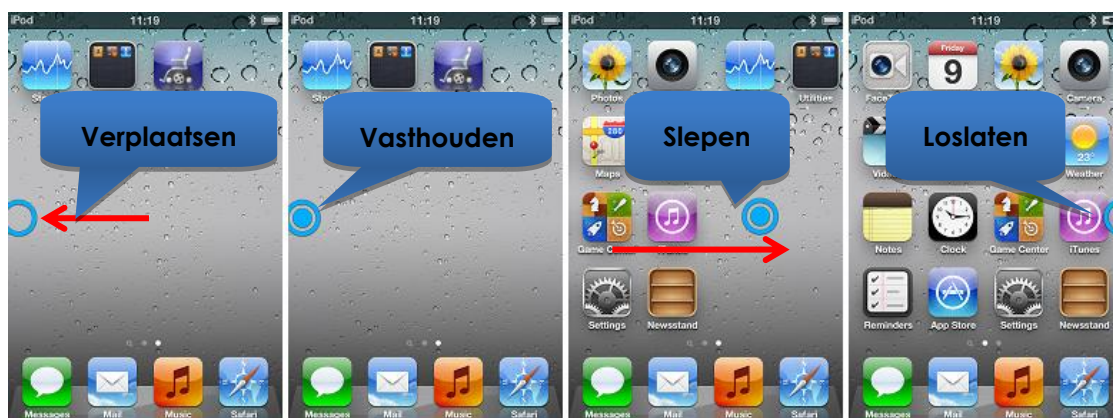 iPod 11:19
Verplaatsen
Messages Mail Music Safari
iPod 11:19
Vasthouden
Messages Mail Music Safari
iPod 11:19
Photos Utilities
Slepen
Maps
Game Center
Settings Newsstand
Messages Mail Music Safari
iPod 11:19
Friday
9
Camera
Loslaten
23°
Weather
Notes Clock Game Center iTunes
Reminders App Store Settings Newsstand
Messages Mail Music Safari